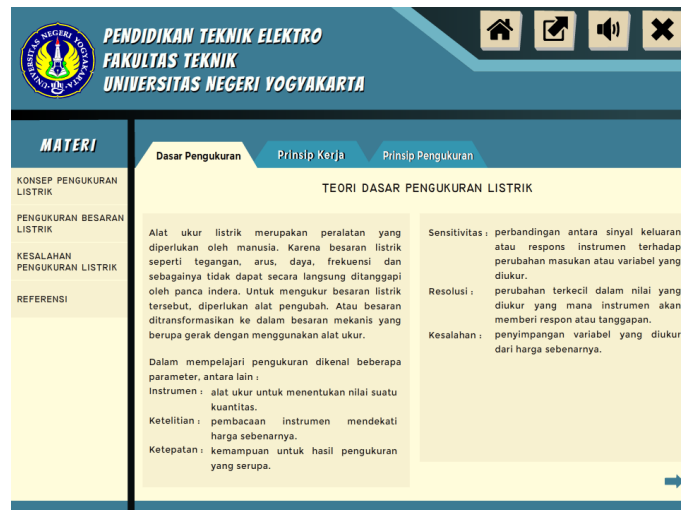 PENDIDIKAN TEKNIK ELEKTRO
FAKULTAS TEKNIK
UNIVERSITAS NEGERI YOGYAKARTA
MATERI
KONSEP PENGUKURAN
LISTRIK
PENGUKURAN BESARAN
LISTRIK
KESALAHAN
PENGUKURAN LISTRIK
REFERENSI
Dasar Pengukuran
Prinsip Kerja
Prinsip Pengukuran
TEORI DASAR PENGUKURAN LISTRIK
Alat ukur listrik merupakan peralatan yang
diperlukan oleh manusia. Karena besaran listrik
seperti tegangan, arus, daya, frekuensi dan
sebagainya tidak dapat secara langsung ditanggapi
oleh panca indera. Untuk mengukur besaran listrik
tersebut, diperlukan alat pengubah. Atau besaran
ditransformasikan ke dalam besaran mekanis yang
berupa gerak dengan menggunakan alat ukur.
Dalam mempelajari pengukuran dikenal beberapa
parameter, antara lain :
Instrumen : alat ukur untuk menentukan nilai suatu
kuantitas.
Ketelitian : pembacaan instrumen mendekati
harga sebenarnya.
Ketepatan : kemampuan untuk hasil pengukuran
yang serupa.
Sensitivitas : perbandingan antara sinyal keluaran
atau respons instrumen terhadap
perubahan masukan atau variabel yang
diukur.
Resolusi : perubahan terkecil dalam nilai yang
diukur yang mana instrumen akan
memberi respon atau tanggapan.
Kesalahan : penyimpangan variabel yang diukur
dari harga sebenarnya.